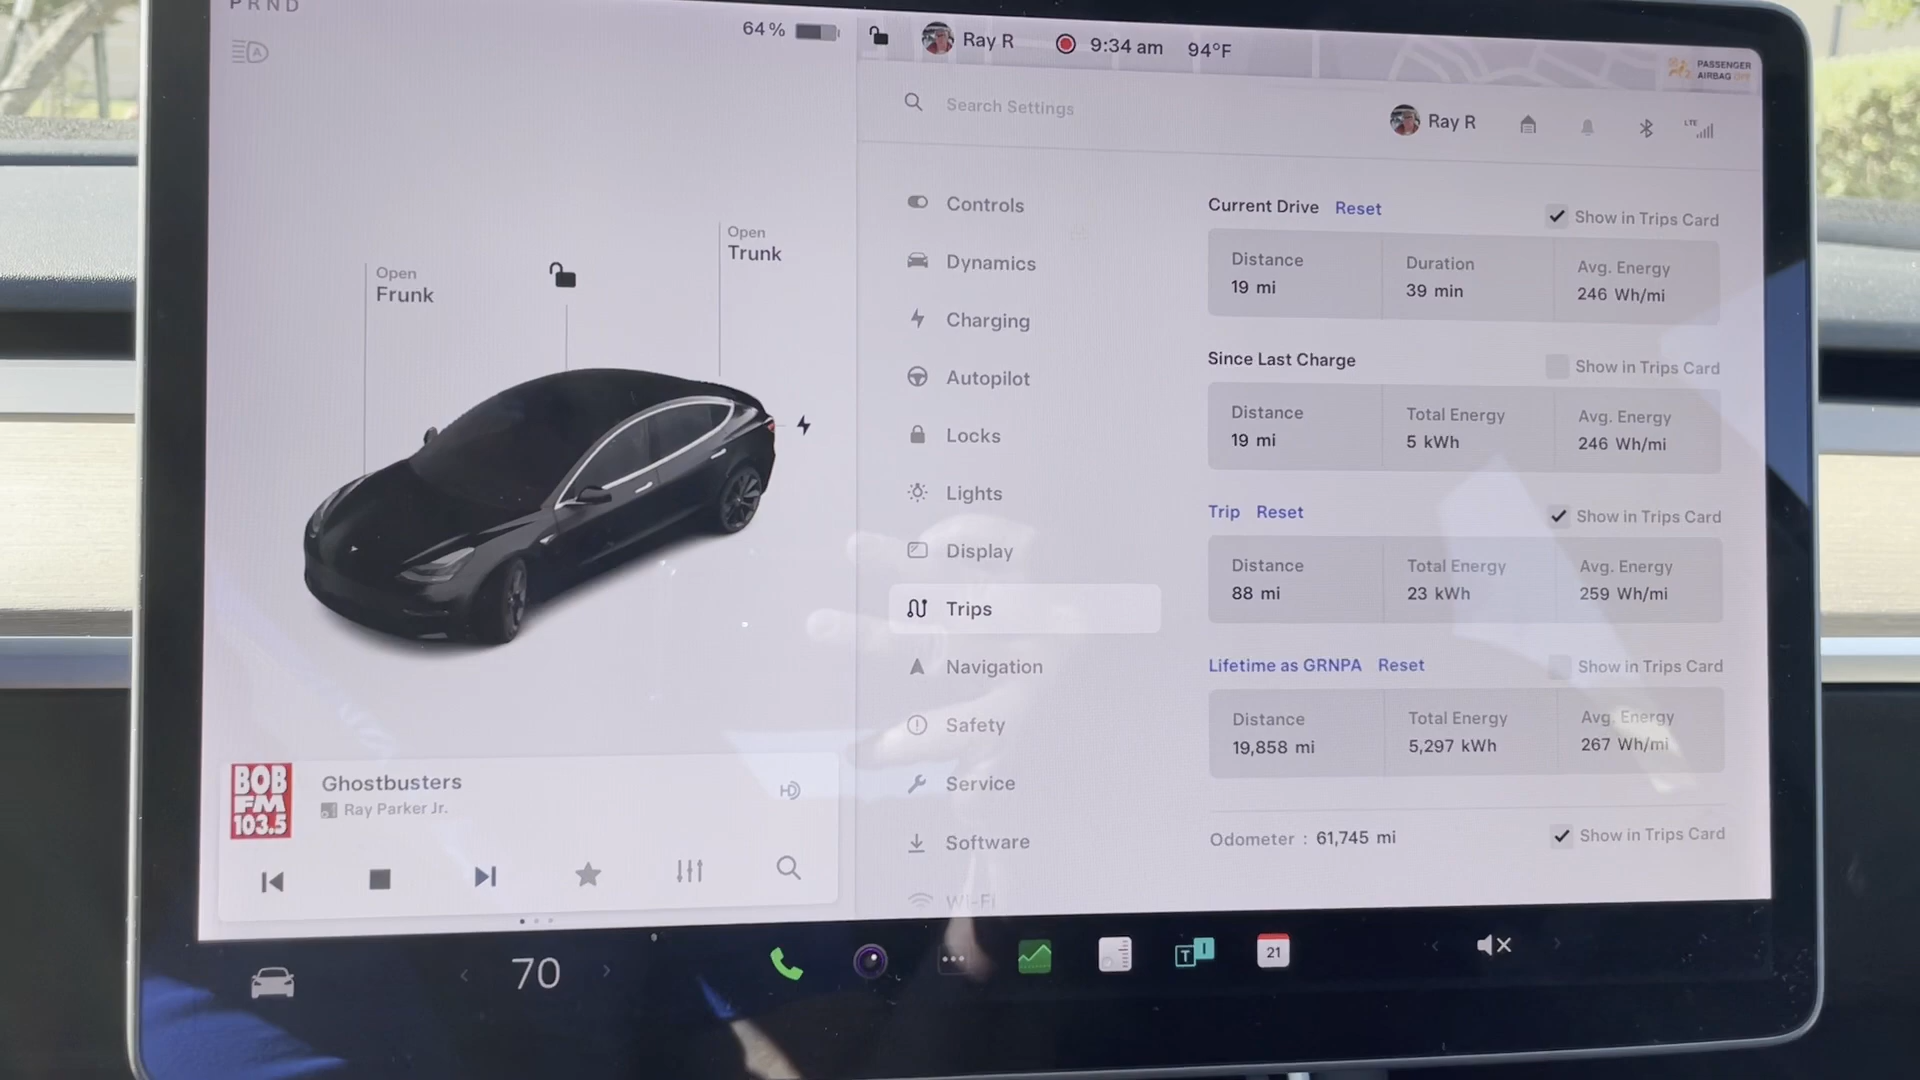 PRND
64%
Ray R
9:34 am
94°F
PASSENGER
AIRBAG OFF
Search Settings
Ray R
LTE
Open
Frunk
Open
Trunk
Controls
Dynamics
Charging
Autopilot
Locks
Lights
Display
Trips
Navigation
Safety
Service
Software
Wi-Fi
Current Drive Reset
Show in Trips Card
Distance
19 mi
Duration
39 min
Avg. Energy
246 Wh/mi
Since Last Charge
Show in Trips Card
Distance
19 mi
Total Energy
5 kWh
Avg. Energy
246 Wh/mi
Trip Reset
Show in Trips Card
Distance
88 mi
Total Energy
23 kWh
Avg. Energy
259 Wh/mi
Lifetime as GRNPA Reset
Show in Trips Card
Distance
19,858 mi
Total Energy
5,297 kWh
Avg. Energy
267 Wh/mi
Odometer : 61,745 mi
Show in Trips Card
BOB
FM
103.5
Ghostbusters
Ray Parker Jr.
HD
70
T
I
21